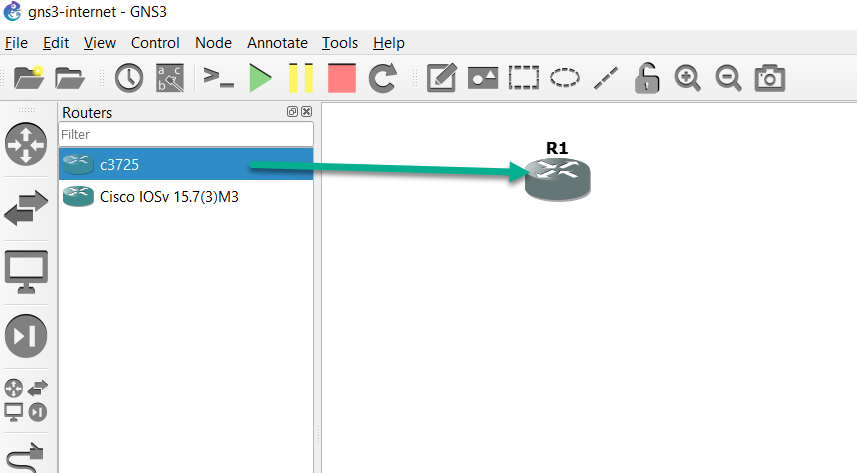 gns3-internet - GNS3
File Edit View Control Node Annotate Tools Help
a c
b
Routers
Filter
c3725
Cisco IOSv 15.7(3)M3
R1